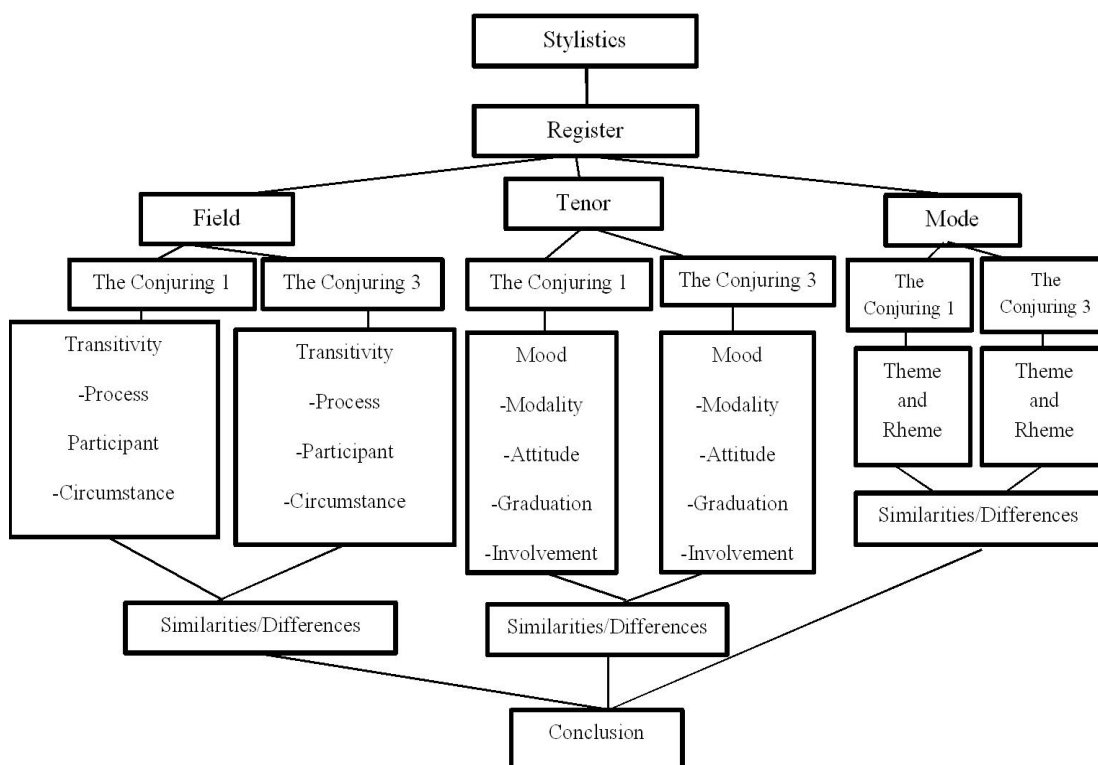 Stylistics
Register
Field
Tenor
Mode
The Conjuring 1
The Conjuring 3
The Conjuring 1
The Conjuring 3
The
Conjuring 1
The
Conjuring 3
Transitivity
-Process
Participant
-Circumstance
Transitivity
-Process
-Participant
-Circumstance
Mood
-Modality
-Attitude
-Graduation
-Involvement
Mood
-Modality
-Attitude
-Graduation
-Involvement
Theme
and
Rheme
Theme
and
Rheme
Similarities/Differences
Similarities/Differences
Similarities/Differences
Conclusion